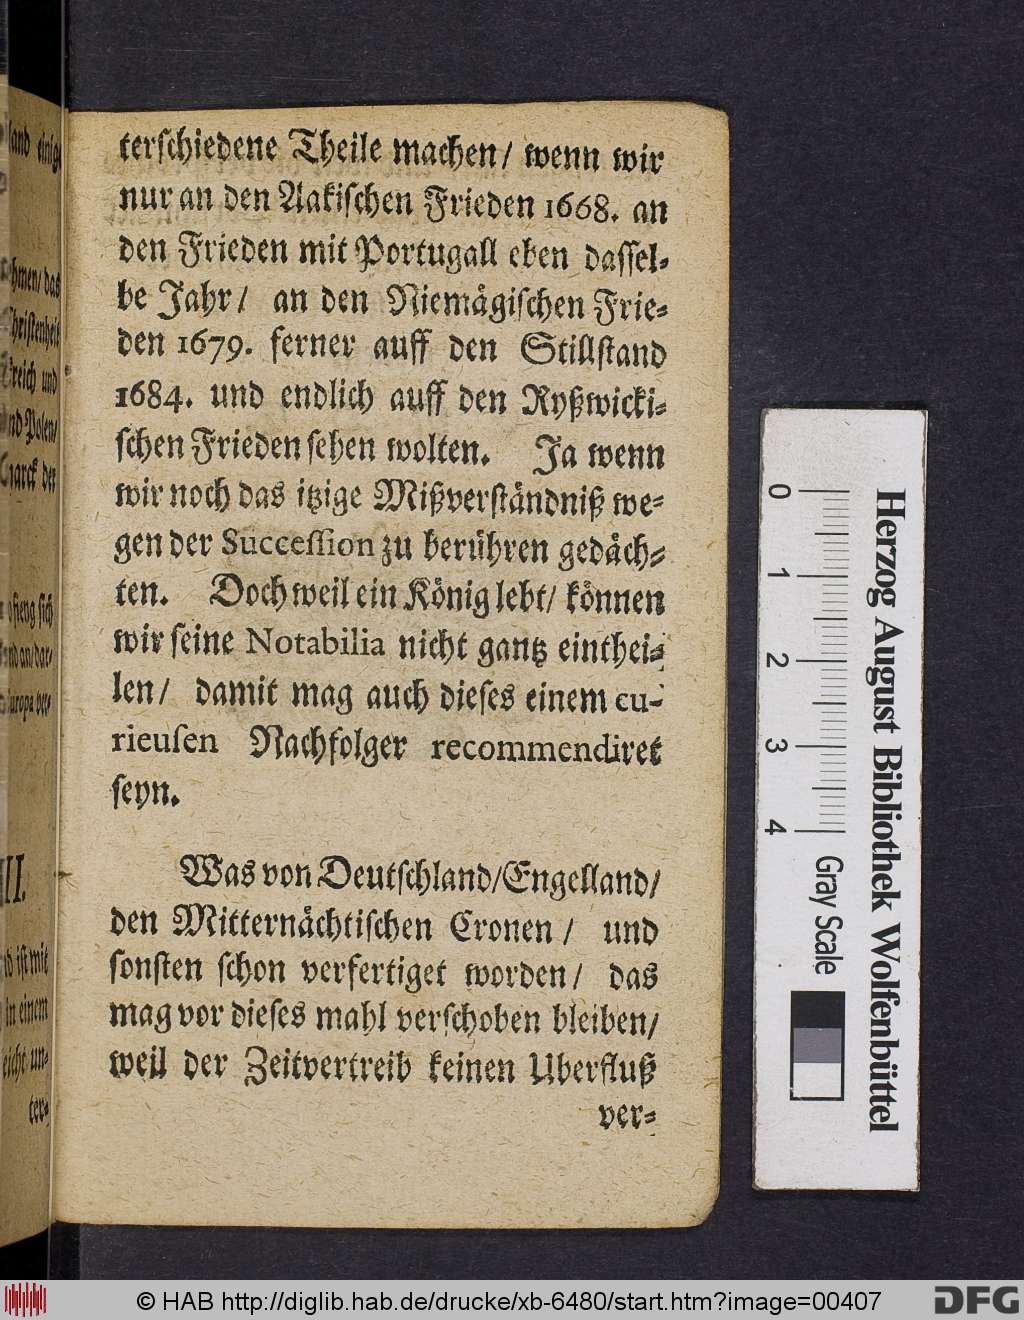 terschiedene Theile machen/ wenn wir
nur an den Aakischen Frieden 1668. an
den Frieden mit Portugall eben dassel-
be Jahr/ an den Niemägischen Frie-
den 1679. ferner auff den Stillstand
1684. und endlich auff den Ryßwicki-
schen Frieden sehen wolten. Ja wenn
wir noch das itzige Mißverständniß we-
gen der Succession zu berühren gedäch-
ten. Doch weil ein König lebt/ können
wir seine Notabilia nicht gantz einthei-
len/ damit mag auch dieses einem cu-
rieusen Nachfolger recommendiret
seyn.
Was von Deutschland/Engelland/
den Mitternächtischen Cronen/ und
sonsten schon verfertiget worden/ das
mag vor dieses mahl verschoben bleiben/
weil der Zeitvertreib keinen Uberfluß
ver-
Herzog August Bibliothek Wolfenbüttel
0 1 2 3 4 Gray Scale
© HAB http://diglib.hab.de/drucke/xb-6480/start.htm?image=00407
DFG